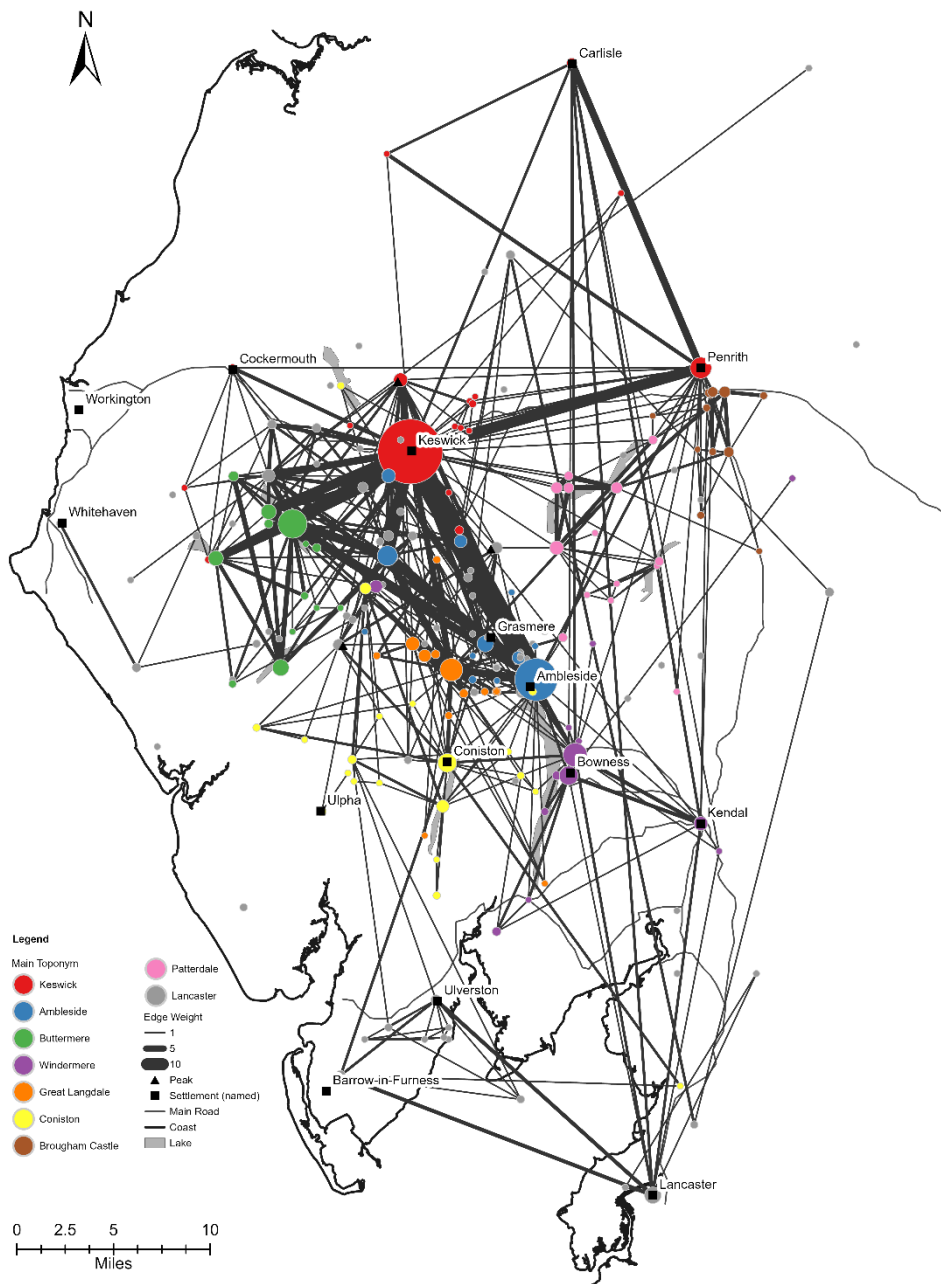 N
Carlisle
Penrith
Cockermouth
Workington
Keswick
Whitehaven
Grasmere
Ambleside
Coniston
Bowness
Ulpha
Kendal
Ulverston
Barrow-in-Furness
Lancaster
Legend
Main Toponym
Keswick
Ambleside
Buttermere
Windermere
Great Langdale
Coniston
Brougham Castle
Patterdale
Lancaster
Edge Weight
1
5
10
Peak
Settlement (named)
Main Road
Coast
Lake
0 2.5 5 10
Miles